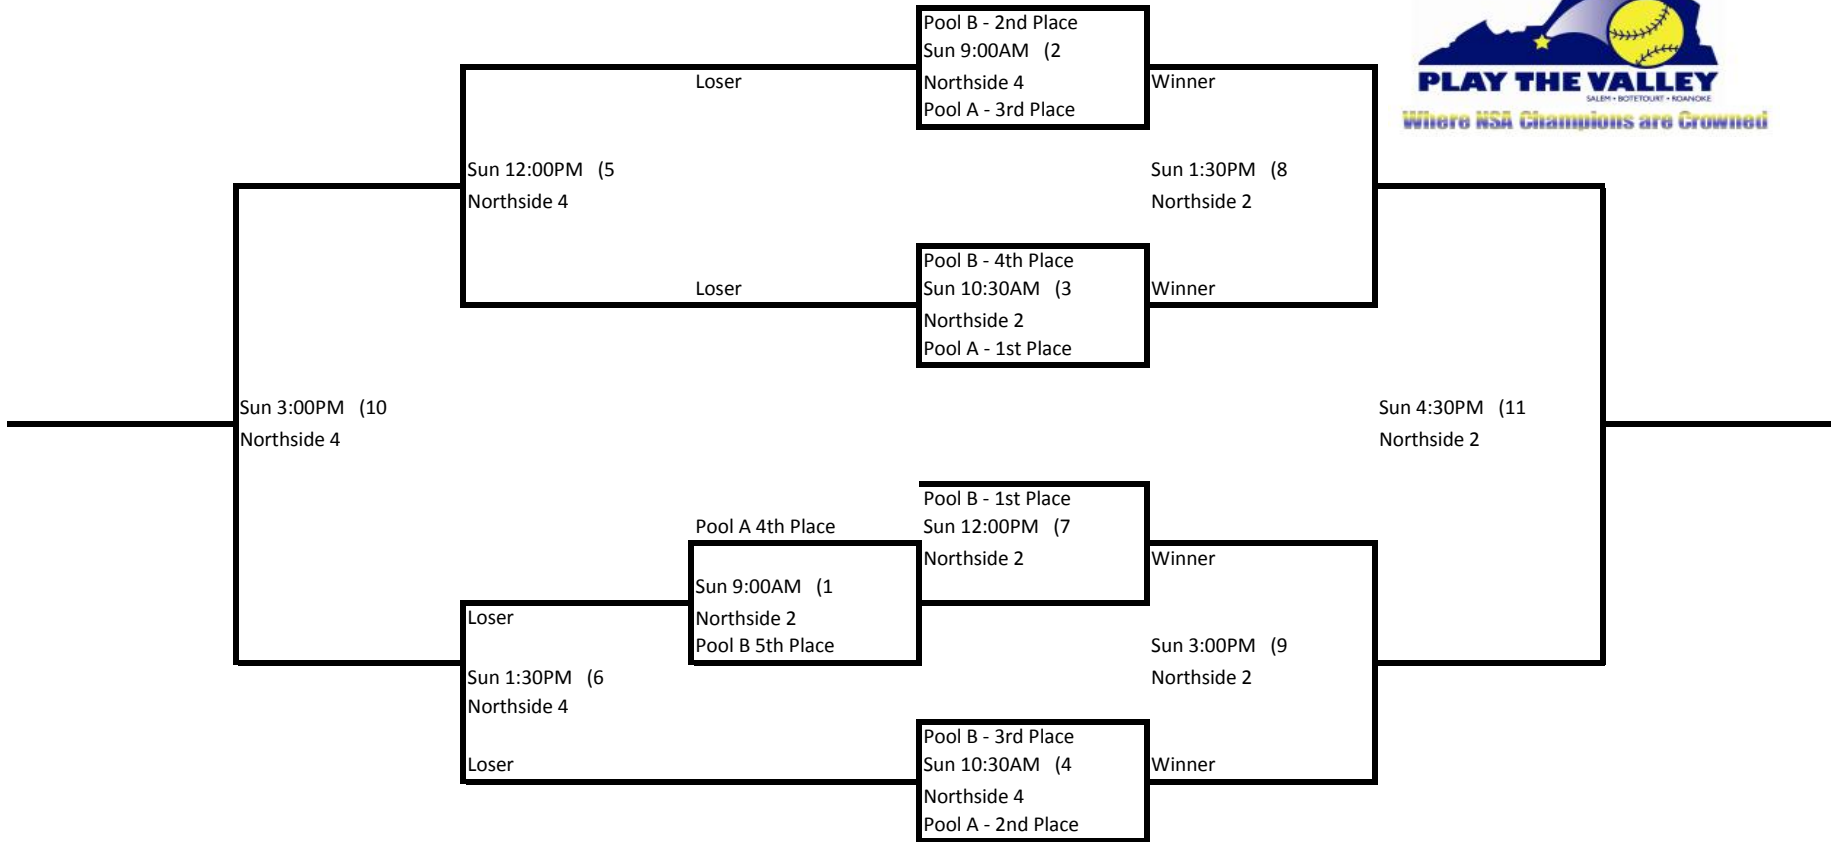 Pool B - 2nd Place
Sun 9:00AM (2
Loser
Northside 4
Winner
Pool A - 3rd Place
PLAY THE VALLEY
SALEM • BOTETOURT • ROANOKE
Where NSA Champions are Crowned
Sun 12:00PM (5
Northside 4
Sun 1:30PM (8
Northside 2
Pool B - 4th Place
Loser
Sun 10:30AM (3
Winner
Northside 2
Pool A - 1st Place
Sun 3:00PM (10
Northside 4
Sun 4:30PM (11
Northside 2
Pool B - 1st Place
Pool A 4th Place
Sun 12:00PM (7
Northside 2
Winner
Sun 9:00AM (1
Loser
Northside 2
Pool B 5th Place
Sun 3:00PM (9
Northside 2
Sun 1:30PM (6
Northside 4
Pool B - 3rd Place
Loser
Sun 10:30AM (4
Winner
Northside 4
Pool A - 2nd Place